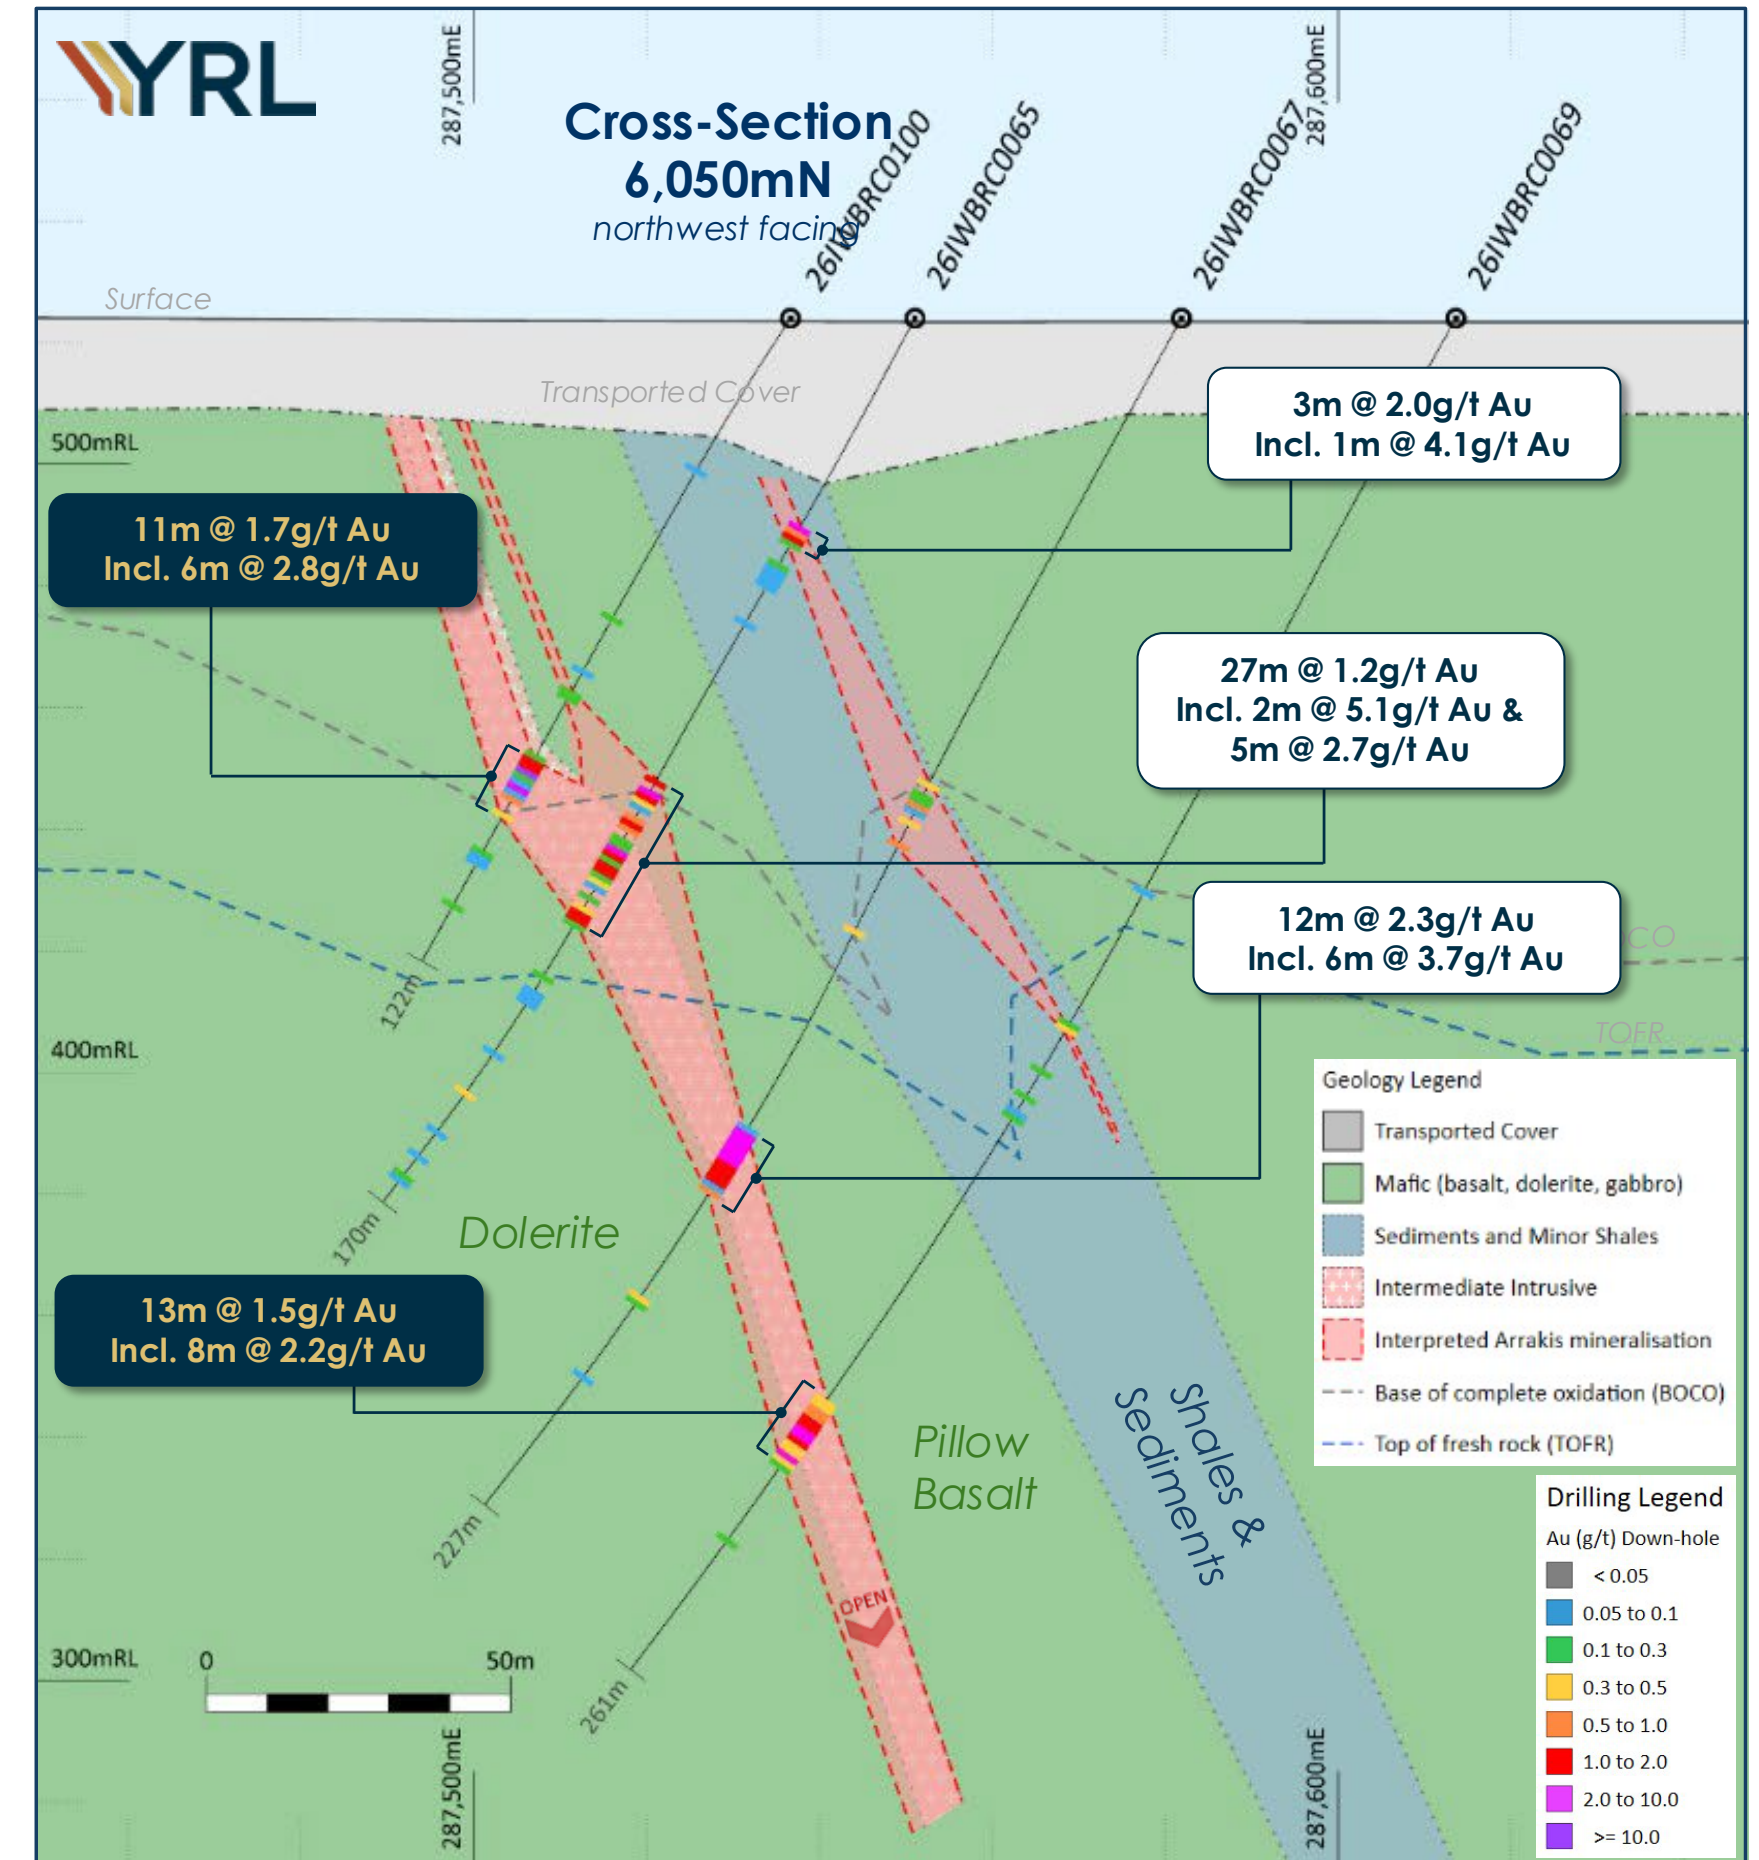 YRL
287,500mE
287,600mE
Cross-Section
6,050mN
northwest facing
26IWBRC0100
26IWBRC0065
26IWBRC0067
26IWBRC0069
Surface
Transported Cover
500mRL
3m @ 2.0g/t Au
Incl. 1m @ 4.1g/t Au
11m @ 1.7g/t Au
Incl. 6m @ 2.8g/t Au
27m @ 1.2g/t Au
Incl. 2m @ 5.1g/t Au &
5m @ 2.7g/t Au
12m @ 2.3g/t Au
Incl. 6m @ 3.7g/t Au
122m
400mRL
TOFR
170m
Dolerite
13m @ 1.5g/t Au
Incl. 8m @ 2.2g/t Au
Pillow
Basalt
Shales &
Sediments
227m
OPEN
261m
300mRL
0
50m
287,500mE
287,600mE
Geology Legend
Transported Cover
Mafic (basalt, dolerite, gabbro)
Sediments and Minor Shales
Intermediate Intrusive
Interpreted Arrakis mineralisation
Base of complete oxidation (BOCO)
Top of fresh rock (TOFR)
Drilling Legend
Au (g/t) Down-hole
< 0.05
0.05 to 0.1
0.1 to 0.3
0.3 to 0.5
0.5 to 1.0
1.0 to 2.0
2.0 to 10.0
>= 10.0